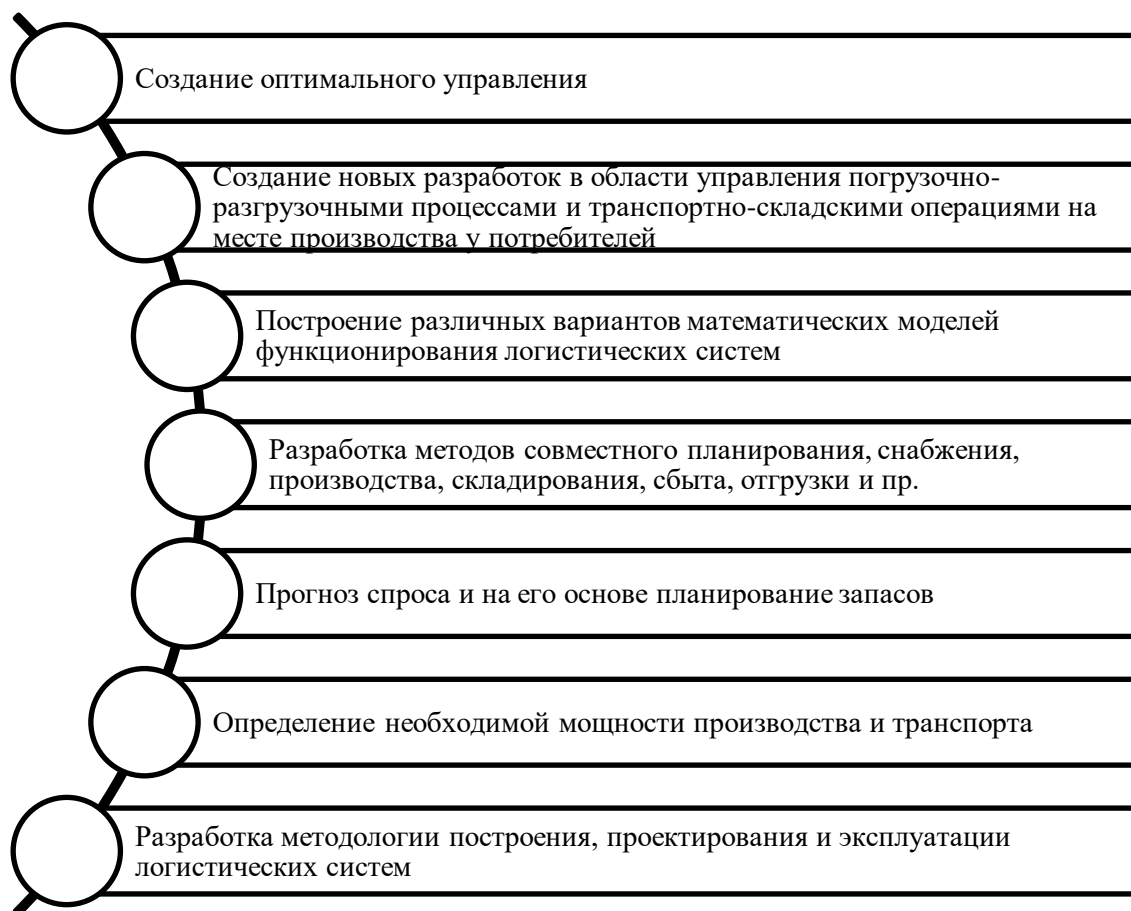 Создание оптимального управления
Создание новых разработок в области управления погрузочно-
разгрузочными процессами и транспортно-складскими операциями на
месте производства у потребителей
Построение различных вариантов математических моделей
функционирования логистических систем
Разработка методов совместного планирования, снабжения,
производства, складирования, сбыта, отгрузки и пр.
Прогноз спроса и на его основе планирование запасов
Определение необходимой мощности производства и транспорта
Разработка методологии построения, проектирования и эксплуатации
логистических систем